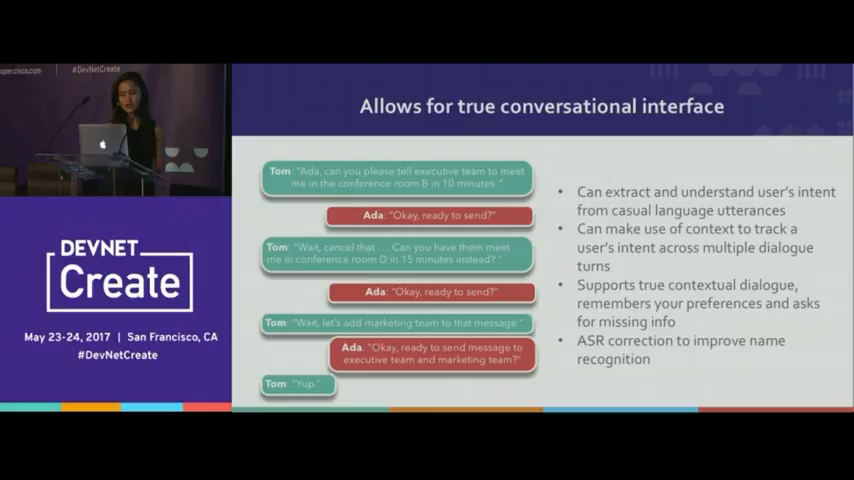 per.cisco.com
#DevNetCreate
DEVNET
Create
May 23-24, 2017 | San Francisco, CA
#DevNetCreate
Allows for true conversational interface
Tom: "Ada, can you please tell executive team to meet
me in the conference room B in 10 minutes ."
Ada: "Okay, ready to send?"
Tom: "Wait, cancel that . . . Can you have them meet
me in conference room D in 15 minutes instead? "
Ada: "Okay, ready to send?"
Tom: "Wait, let's add marketing team to that message "
Ada: "Okay, ready to send message to
executive team and marketing team?"
Tom: "Yup."
• Can extract and understand user's intent
from casual language utterances
• Can make use of context to track a
user's intent across multiple dialogue
turns
• Supports true contextual dialogue,
remembers your preferences and asks
for missing info
• ASR correction to improve name
recognition